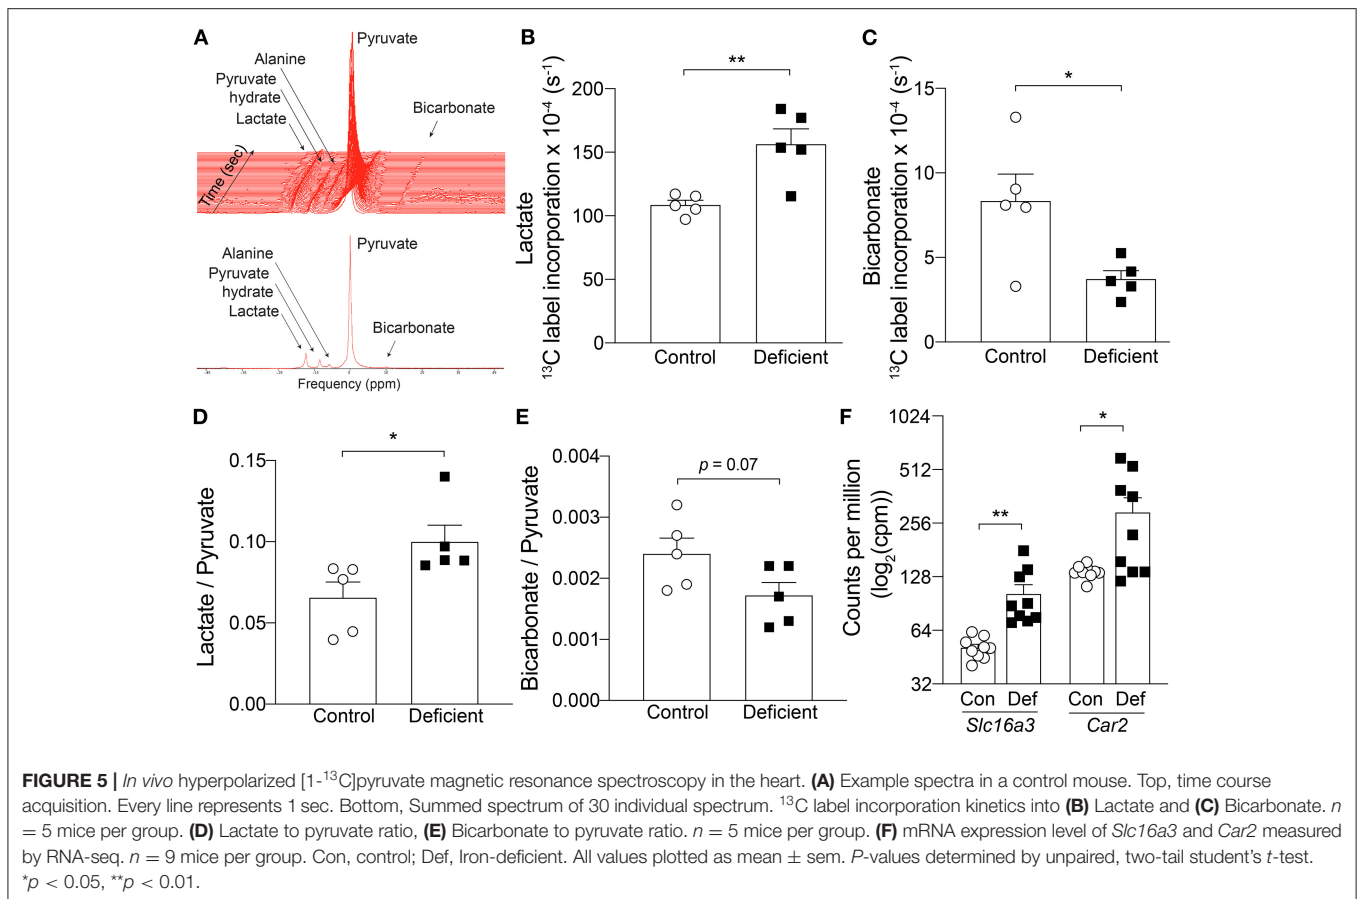 A
Pyruvate
Alanine
Pyruvate
hydrate
Lactate
Bicarbonate
Time (sec)
Pyruvate
Alanine
Pyruvate
hydrate
Lactate
Bicarbonate
Frequency (ppm)
B
**
Lactate
¹³C label incorporation x 10⁻⁴ (s⁻¹)
200
150
100
50
0
Control Deficient
C
*
Bicarbonate
¹³C label incorporation x 10⁻⁴ (s⁻¹)
15
10
5
0
Control Deficient
D
*
Lactate / Pyruvate
0.15
0.10
0.05
0.00
Control Deficient
E
p = 0.07
Bicarbonate / Pyruvate
0.004
0.003
0.002
0.001
0.000
Control Deficient
F
*
**
Counts per million
(log₂(cpm))
1024
512
256
128
64
32
Con Def Con Def
Slc16a3 Car2
FIGURE 5 | In vivo hyperpolarized [1-¹³C]pyruvate magnetic resonance spectroscopy in the heart. (A) Example spectra in a control mouse. Top, time course
acquisition. Every line represents 1 sec. Bottom, Summed spectrum of 30 individual spectrum. ¹³C label incorporation kinetics into (B) Lactate and (C) Bicarbonate. n
= 5 mice per group. (D) Lactate to pyruvate ratio, (E) Bicarbonate to pyruvate ratio. n = 5 mice per group. (F) mRNA expression level of Slc16a3 and Car2 measured
by RNA-seq. n = 9 mice per group. Con, control; Def, Iron-deficient. All values plotted as mean ± sem. P-values determined by unpaired, two-tail student's t-test.
*p < 0.05, **p < 0.01.